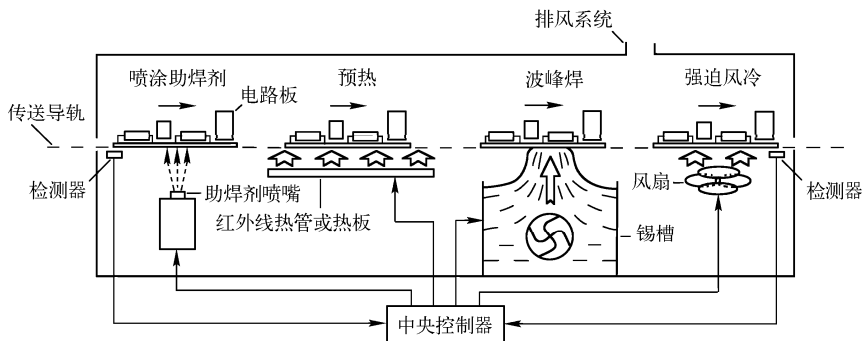 排风系统
喷涂助焊剂
预热
波峰焊
强迫风冷
电路板
传送导轨
检测器
助焊剂喷嘴
红外线热管或热板
风扇
检测器
锡槽
中央控制器